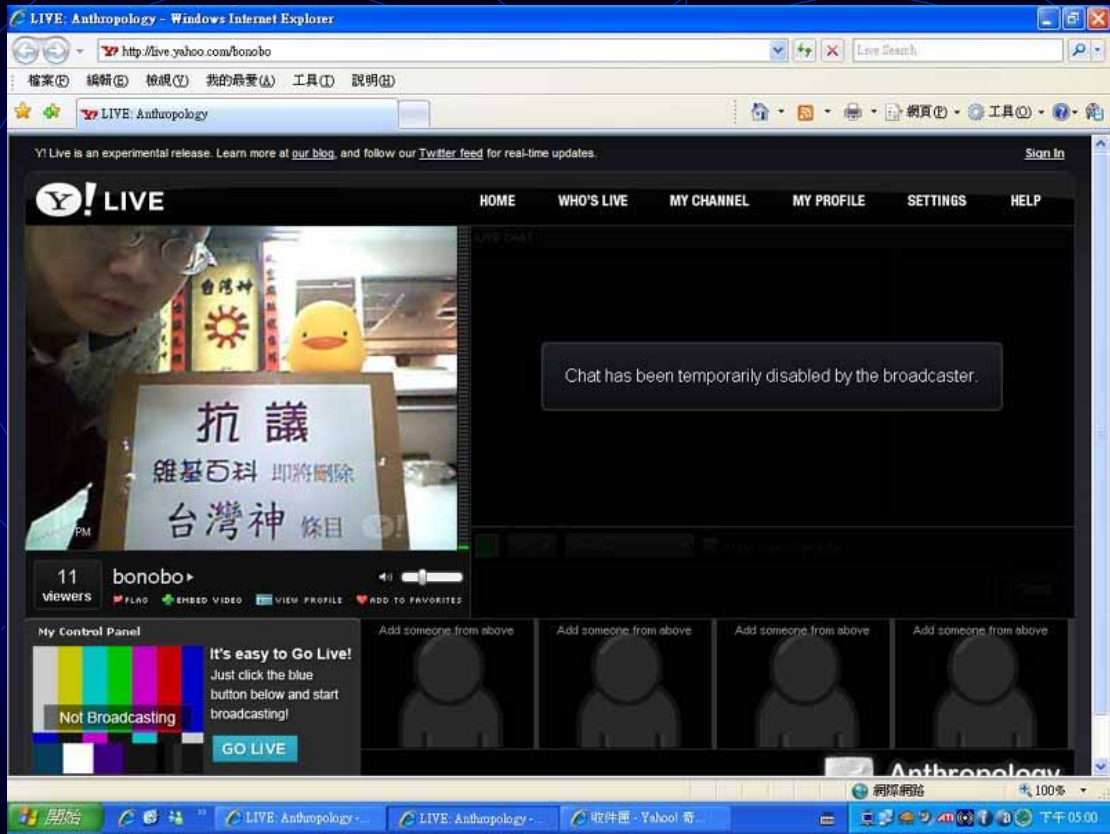 LIVE: Anthropology - Windows Internet Explorer
http://live.yahoo.com/bonobo
Live Search
檔案(F) 編輯(E) 檢視(V) 我的最愛(A) 工具(T) 說明(H)
LIVE: Anthropology
網頁(P) 工具(O)
Y! Live is an experimental release. Learn more at our blog, and follow our Twitter feed for real-time updates.
Sign In
Y! LIVE
HOME WHO'S LIVE MY CHANNEL MY PROFILE SETTINGS HELP
LIVE CHAT
台灣神
抗議
維基百科 即將刪除
台灣神 條目
PM
Y!
Chat has been temporarily disabled by the broadcaster.
11 viewers
bonobo
FLAG EMBED VIDEO VIEW PROFILE ADD TO FAVORITES
My Control Panel
Not Broadcasting
It's easy to Go Live!
Just click the blue
button below and start
broadcasting!
GO LIVE
Add someone from above
Add someone from above
Add someone from above
Add someone from above
Anthropology
網際網路 100%
開始 LIVE: Anthropology -... LIVE: Anthropology -... 收件匣 - Yahoo! 奇... 下午 05:00